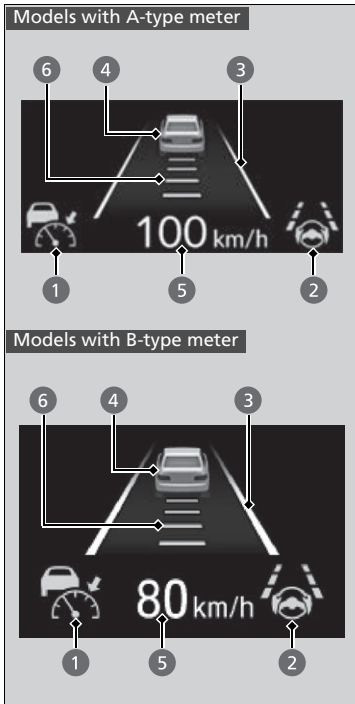 Models with A-type meter
6 4 3
100 km/h
1 5 2
Models with B-type meter
6 4 3
80 km/h
1 5 2